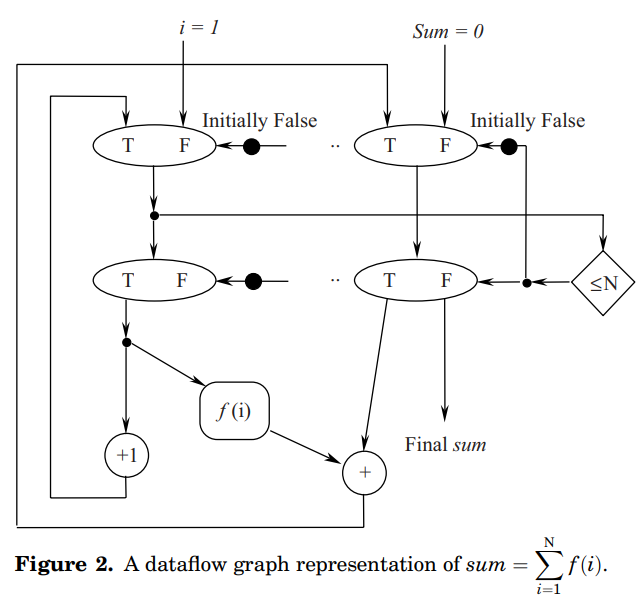 i = 1
Sum = 0
Initially False
Initially False
T F
..
T F
T F
..
T F
≤N
f (i)
+1
Final sum
+
Figure 2. A dataflow graph representation of sum = ∑_{i=1}^{N} f(i).